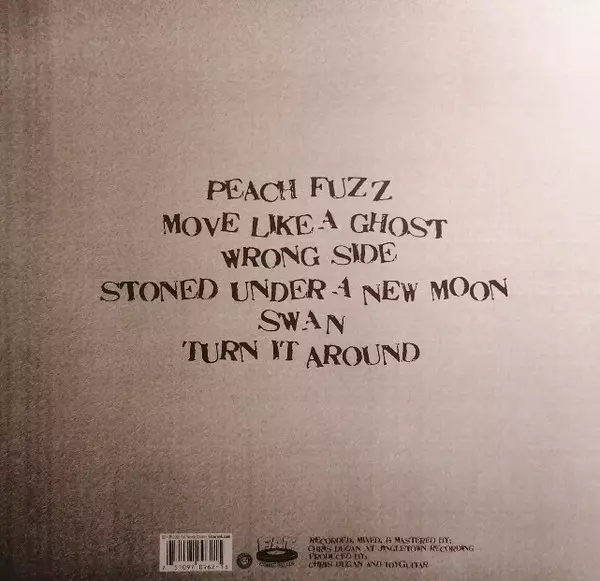 PEACH FUZZ
MOVE LIKE A GHOST
WRONG SIDE
STONED UNDER A NEW MOON
SWAN
TURN IT AROUND
RECORDED, MIXED, & MASTERED BY:
CHRIS DUGAN AT JINGLETOWN RECORDING
PRODUCED BY:
CHRIS DUGAN AND TOYGUITAR